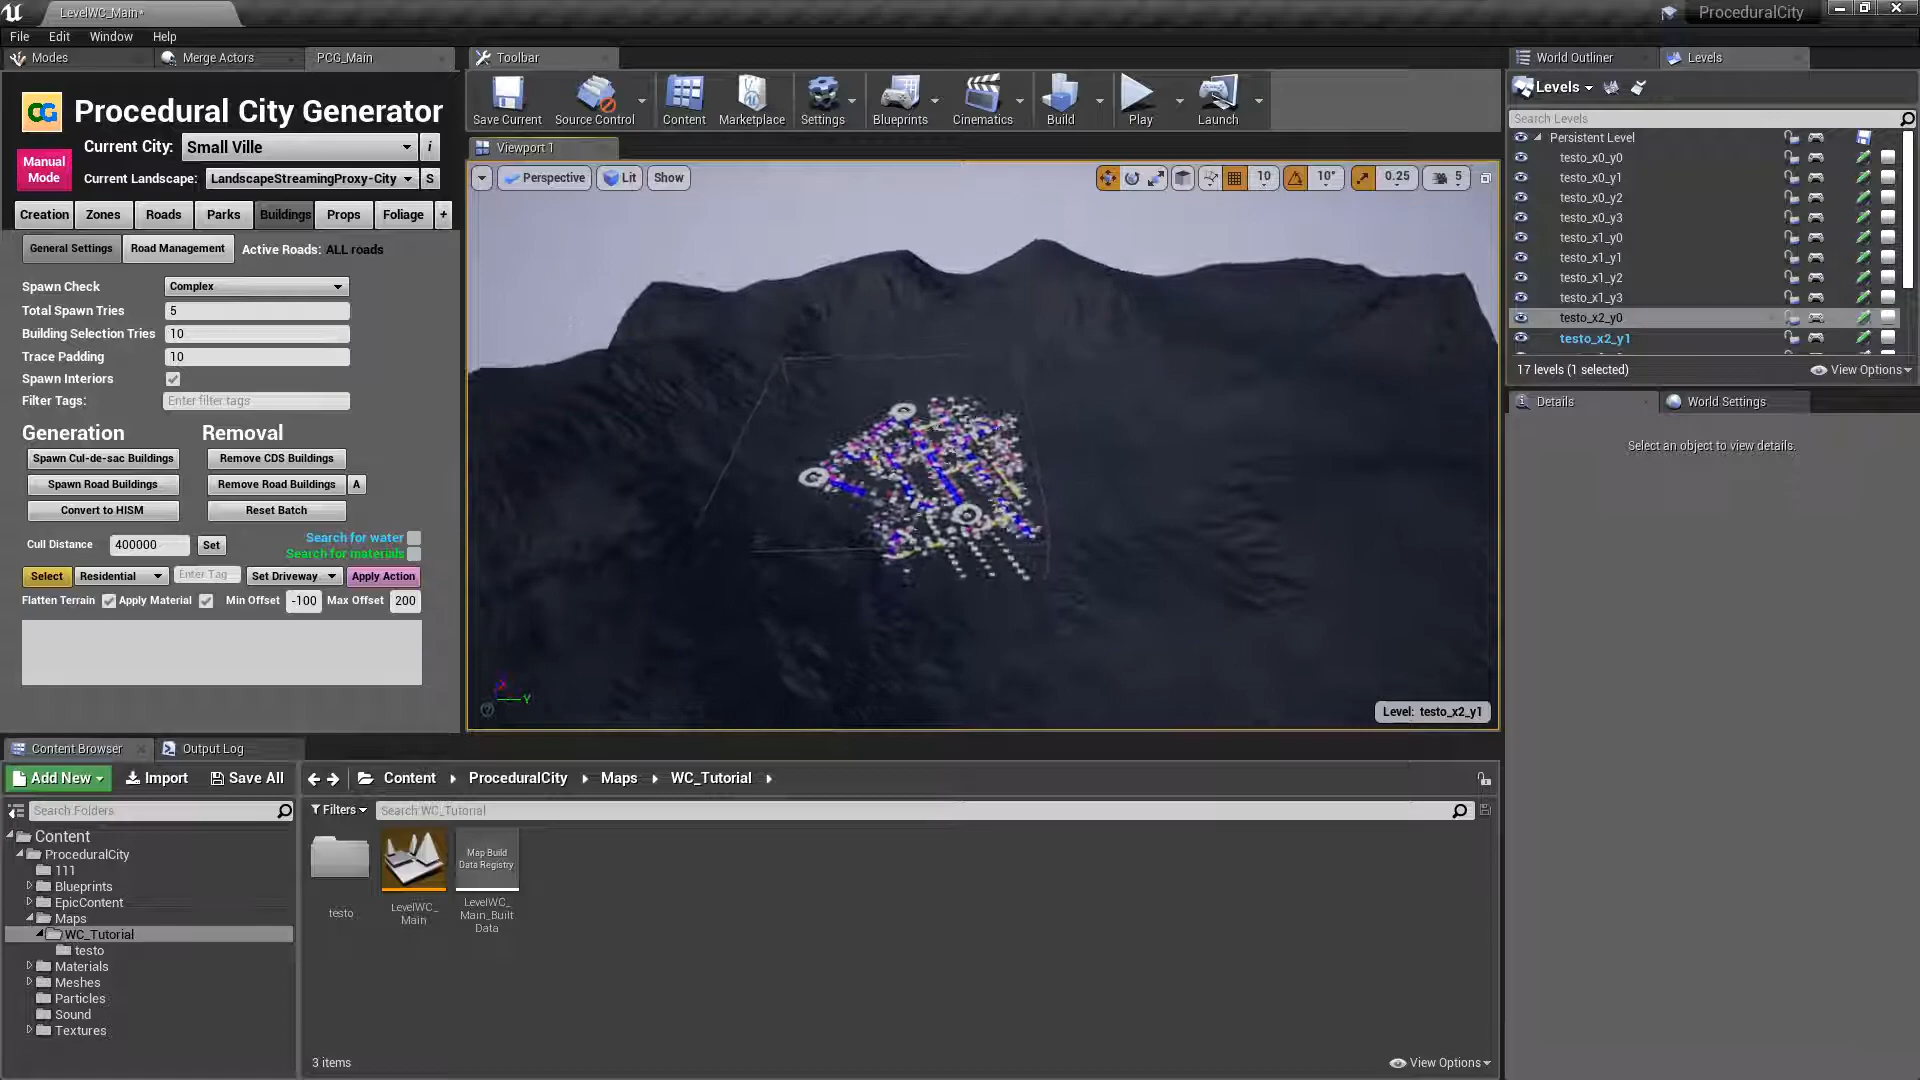 LevelWC_Main*
ProceduralCity
File Edit Window Help
Modes Merge Actors PCG_Main
CG Procedural City Generator
Manual Mode
Current City: Small Ville i
Current Landscape: LandscapeStreamingProxy-City S
Creation Zones Roads Parks Buildings Props Foliage +
General Settings Road Management Active Roads: ALL roads
Spawn Check Complex
Total Spawn Tries 5
Building Selection Tries 10
Trace Padding 10
Spawn Interiors
Filter Tags: Enter filter tags
Generation Removal
Spawn Cul-de-sac Buildings Remove CDS Buildings
Spawn Road Buildings Remove Road Buildings A
Convert to HISM Reset Batch
Cull Distance 400000 Set
Search for water
Search for materials
Select Residential Enter Tag Set Driveway Apply Action
Flatten Terrain Apply Material Min Offset -100 Max Offset 200
Toolbar
Save Current Source Control Content Marketplace Settings Blueprints Cinematics Build Play Launch
Viewport 1
Perspective Lit Show 10 10° 0.25 5
Y
Level: testo_x2_y1
World Outliner Levels
Levels
Search Levels
Persistent Level
testo_x0_y0
testo_x0_y1
testo_x0_y2
testo_x0_y3
testo_x1_y0
testo_x1_y1
testo_x1_y2
testo_x1_y3
testo_x2_y0
testo_x2_y1
17 levels (1 selected) View Options
Details World Settings
Select an object to view details.
Content Browser Output Log
Add New Import Save All Content ProceduralCity Maps WC_Tutorial
Search Folders
Filters Search WC_Tutorial
Content
ProceduralCity
111
Blueprints
EpicContent
Maps
WC_Tutorial
testo
Materials
Meshes
Particles
Sound
Textures
testo
LevelWC_
Main
Map Build
Data Registry
LevelWC_
Main_Built
Data
3 items View Options